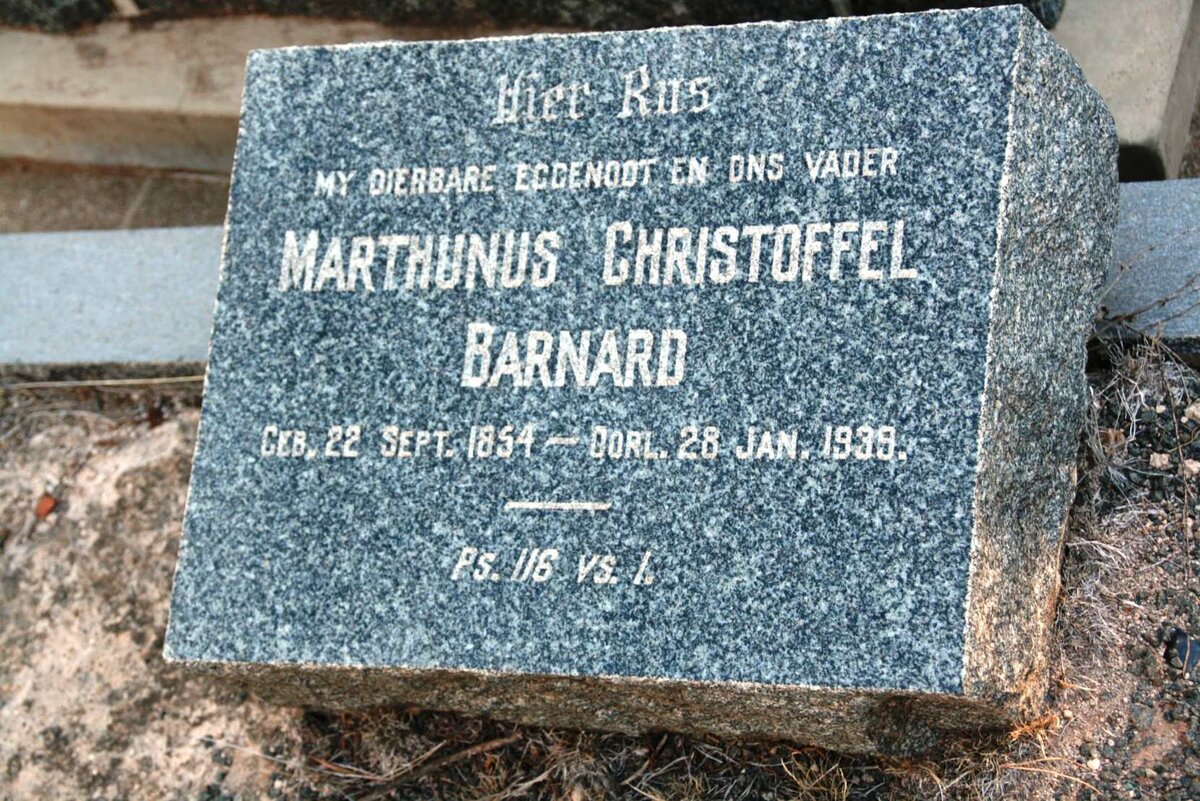 Hier Rus
MY DIERBARE EGGENOOT EN ONS VADER
MARTHUNUS CHRISTOFFEL
BARNARD
GEB. 22 SEPT. 1854 — OORL. 28 JAN. 1939.
PS. 116 VS. 1.